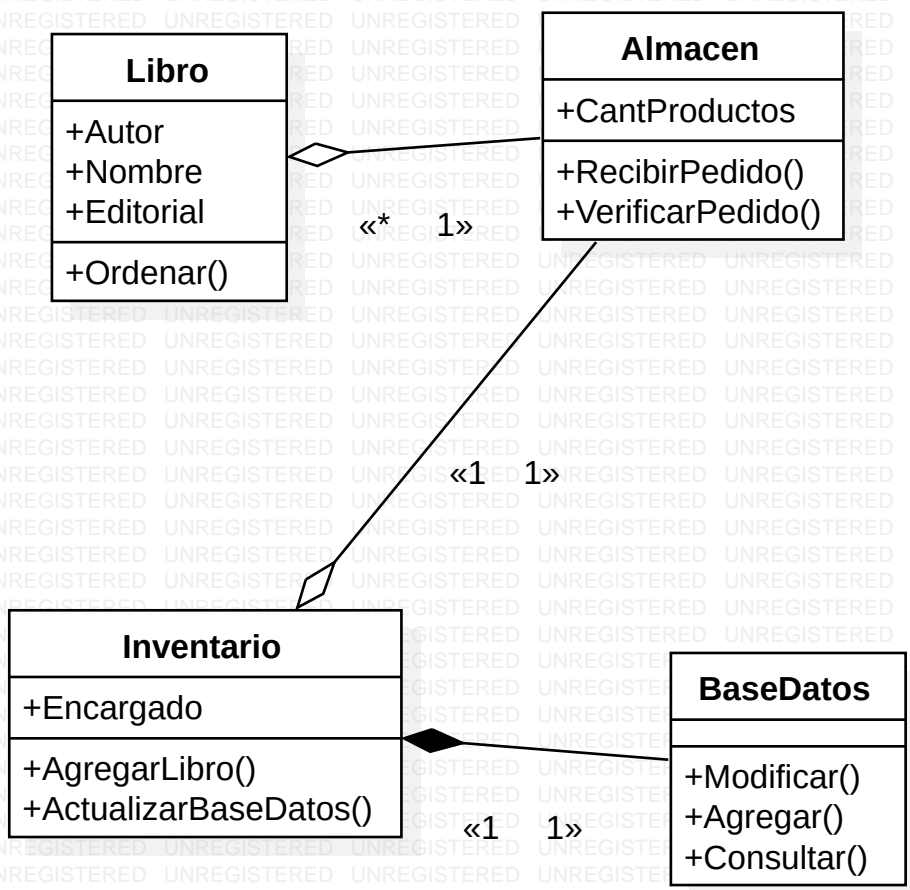 Libro
+Autor
+Nombre
+Editorial
+Ordenar()
Almacen
+CantProductos
+RecibirPedido()
+VerificarPedido()
«* 1»
«1 1»
Inventario
+Encargado
+AgregarLibro()
+ActualizarBaseDatos()
BaseDatos
+Modificar()
+Agregar()
+Consultar()
«1 1»
UNREGISTERED